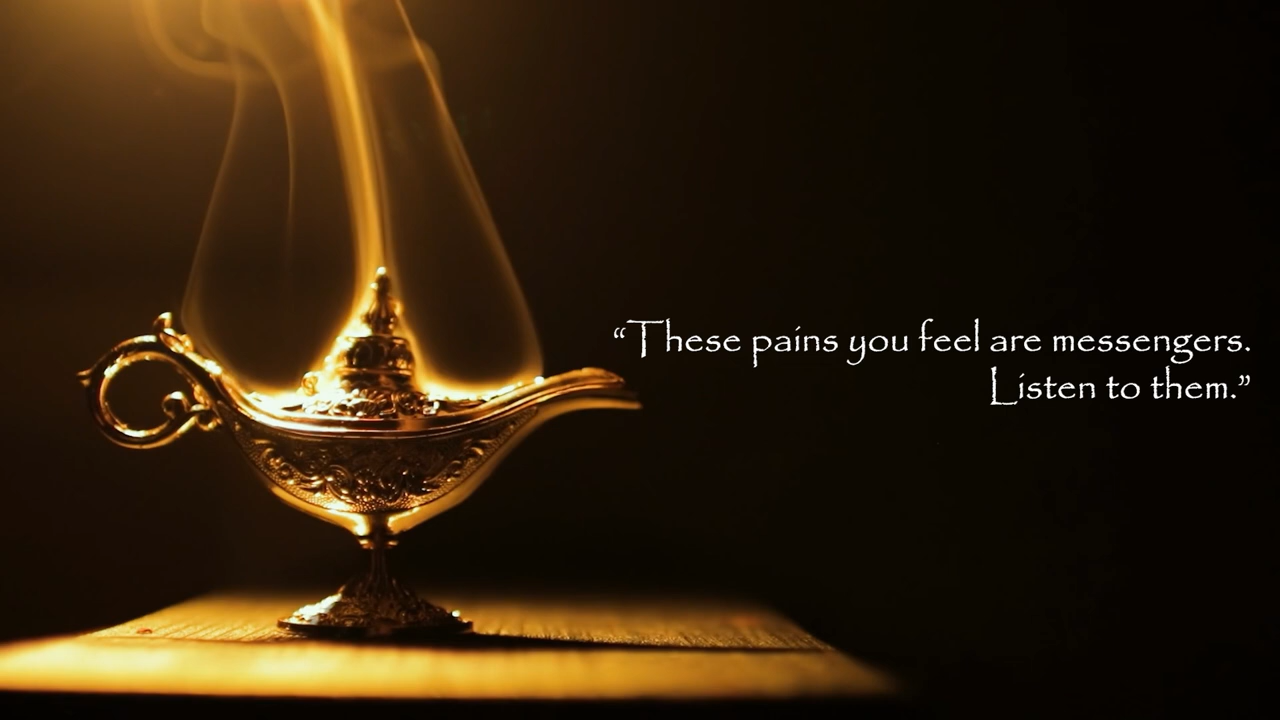 “These pains you feel are messengers.
Listen to them.”